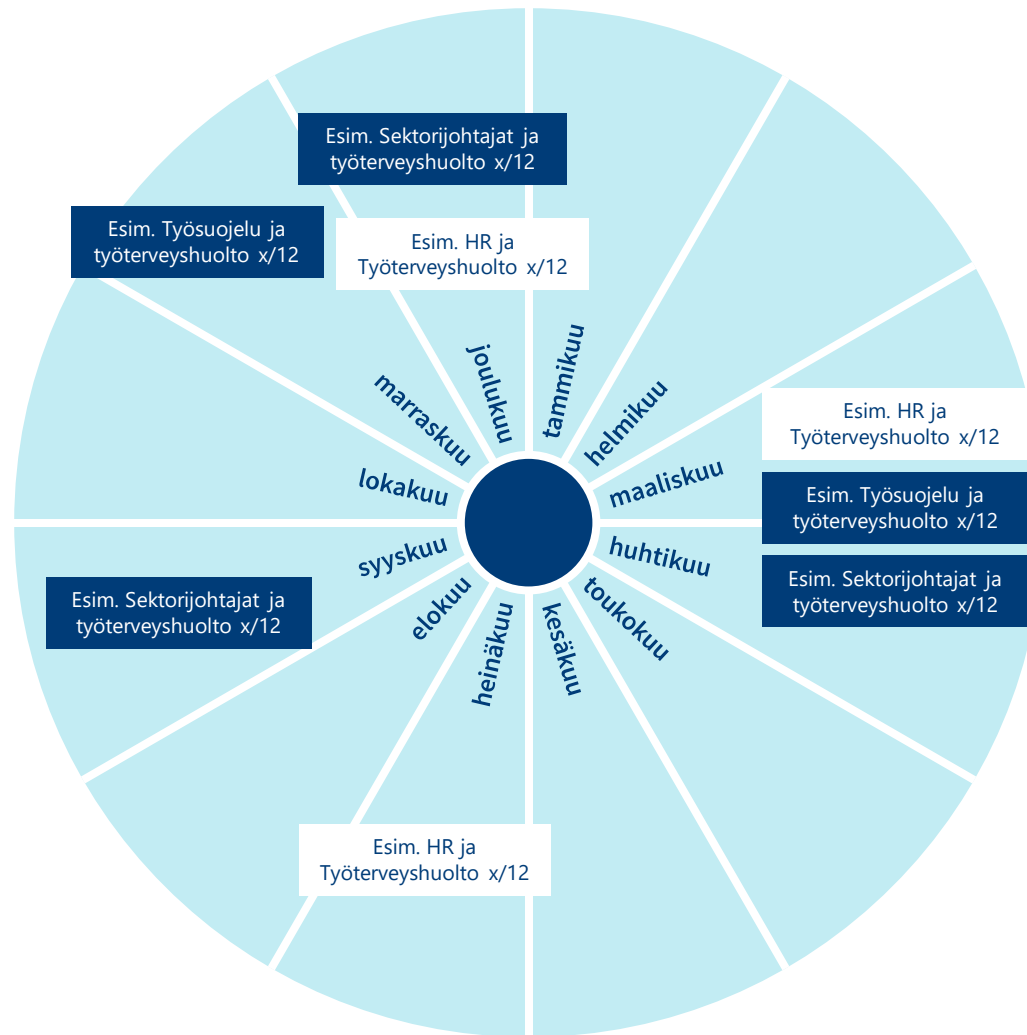 Esim. Sektorijohtajat ja
työterveyshuolto x/12
Esim. Työsuojelu ja
työterveyshuolto x/12
Esim. HR ja
Työterveyshuolto x/12
tammikuu
helmikuu
maaliskuu
huhtikuu
toukokuu
kesäkuu
heinäkuu
elokuu
syyskuu
lokakuu
marraskuu
joulukuu
Esim. HR ja
Työterveyshuolto x/12
Esim. Työsuojelu ja
työterveyshuolto x/12
Esim. Sektorijohtajat ja
työterveyshuolto x/12
Esim. Sektorijohtajat ja
työterveyshuolto x/12
Esim. HR ja
Työterveyshuolto x/12